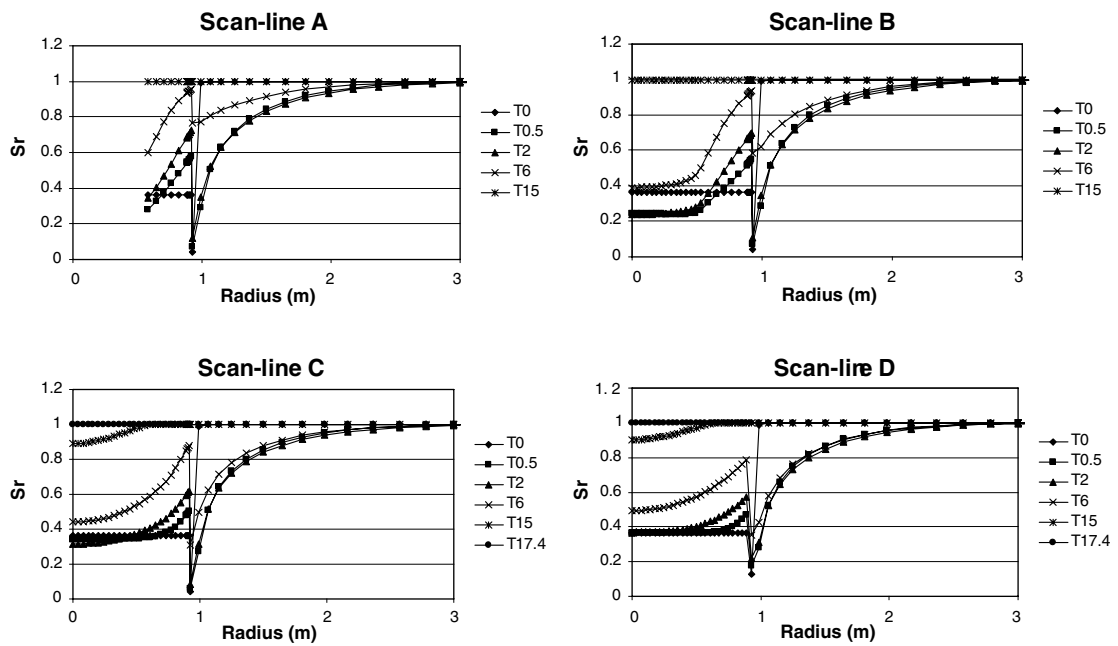 Scan-line A
1.2
1
0.8
0.6
0.4
0.2
0
Sr
0 1 2 3
Radius (m)
T0
T0.5
T2
T6
T15
Scan-line B
1.2
1
0.8
0.6
0.4
0.2
0
Sr
0 1 2 3
Radius (m)
T0
T0.5
T2
T6
T15
Scan-line C
1.2
1
0.8
0.6
0.4
0.2
0
Sr
0 1 2 3
Radius (m)
T0
T0.5
T2
T6
T15
T17.4
Scan-line D
1.2
1
0.8
0.6
0.4
0.2
0
Sr
0 1 2 3
Radius (m)
T0
T0.5
T2
T6
T15
T17.4